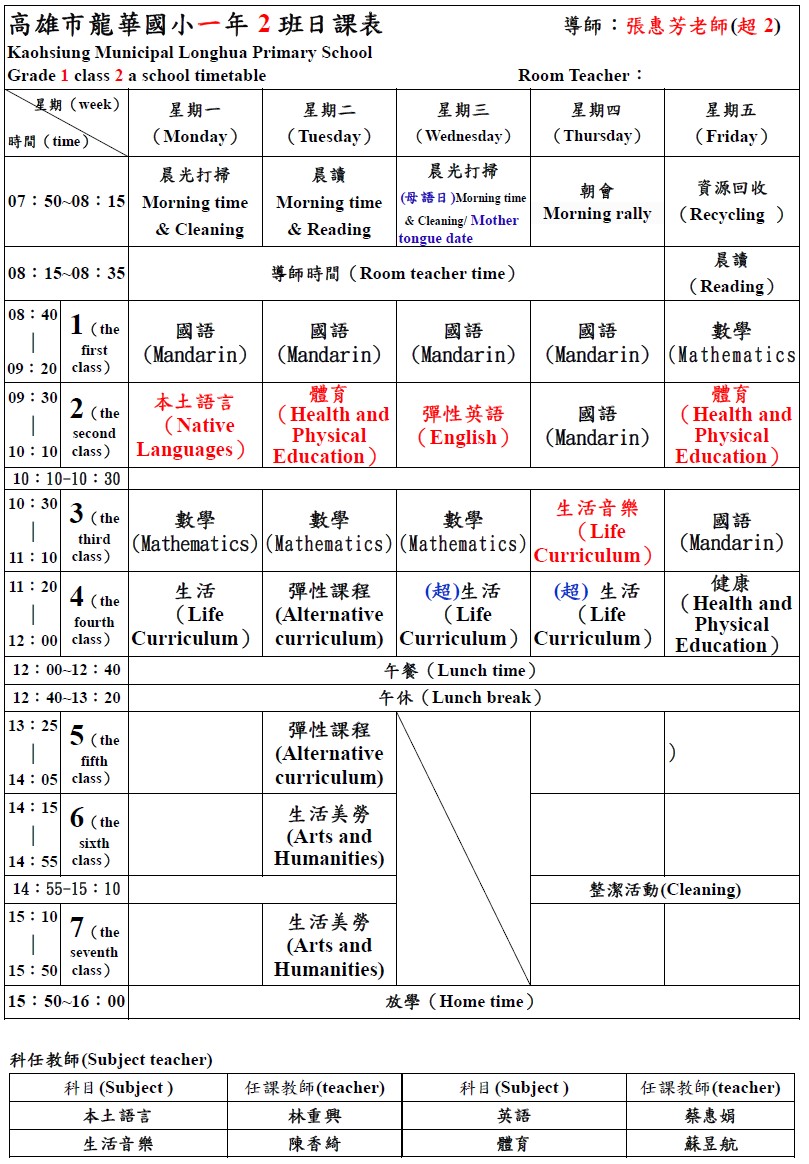 高雄市龍華國小一年 2 班日課表
導師：張惠芳老師(超 2)
Kaohsiung Municipal Longhua Primary School
Grade 1 class 2 a school timetable
Room Teacher：
星期（week）
時間（time）
星期一
（Monday）
星期二
（Tuesday）
星期三
（Wednesday）
星期四
（Thursday）
星期五
（Friday）
07：50~08：15
晨光打掃
Morning time
& Cleaning
晨讀
Morning time
& Reading
晨光打掃
(母語日)Morning time
& Cleaning/ Mother
tongue date
朝會
Morning rally
資源回收
（Recycling ）
08：15~08：35
導師時間（Room teacher time）
晨讀
（Reading）
08：40
|
09：20
1（the
first
class）
國語
（Mandarin）
國語
（Mandarin）
國語
（Mandarin）
國語
（Mandarin）
數學
（Mathematics
09：30
|
10：10
2（the
second
class）
本土語言
（Native
Languages）
體育
（Health and
Physical
Education）
彈性英語
（English）
國語
（Mandarin）
體育
（Health and
Physical
Education）
10：10-10：30
10：30
|
11：10
3（the
third
class）
數學
(Mathematics)
數學
(Mathematics)
數學
(Mathematics)
生活音樂
（Life
Curriculum）
國語
（Mandarin）
11：20
|
12：00
4（the
fourth
class）
生活
（Life
Curriculum）
彈性課程
(Alternative
curriculum)
(超)生活
（Life
Curriculum）
(超) 生活
（Life
Curriculum）
健康
（Health and
Physical
Education）
12：00~12：40
午餐（Lunch time）
12：40~13：20
午休（Lunch break）
13：25
|
14：05
5（the
fifth
class）
彈性課程
(Alternative
curriculum)
）
14：15
|
14：55
6（the
sixth
class）
生活美勞
(Arts and
Humanities)
14：55-15：10
整潔活動(Cleaning)
15：10
|
15：50
7（the
seventh
class）
生活美勞
(Arts and
Humanities)
15：50~16：00
放學（Home time）
科任教師(Subject teacher)
科目(Subject )
任課教師(teacher)
科目(Subject )
任課教師(teacher)
本土語言
林重興
英語
蔡惠娟
生活音樂
陳香綺
體育
蘇昱航